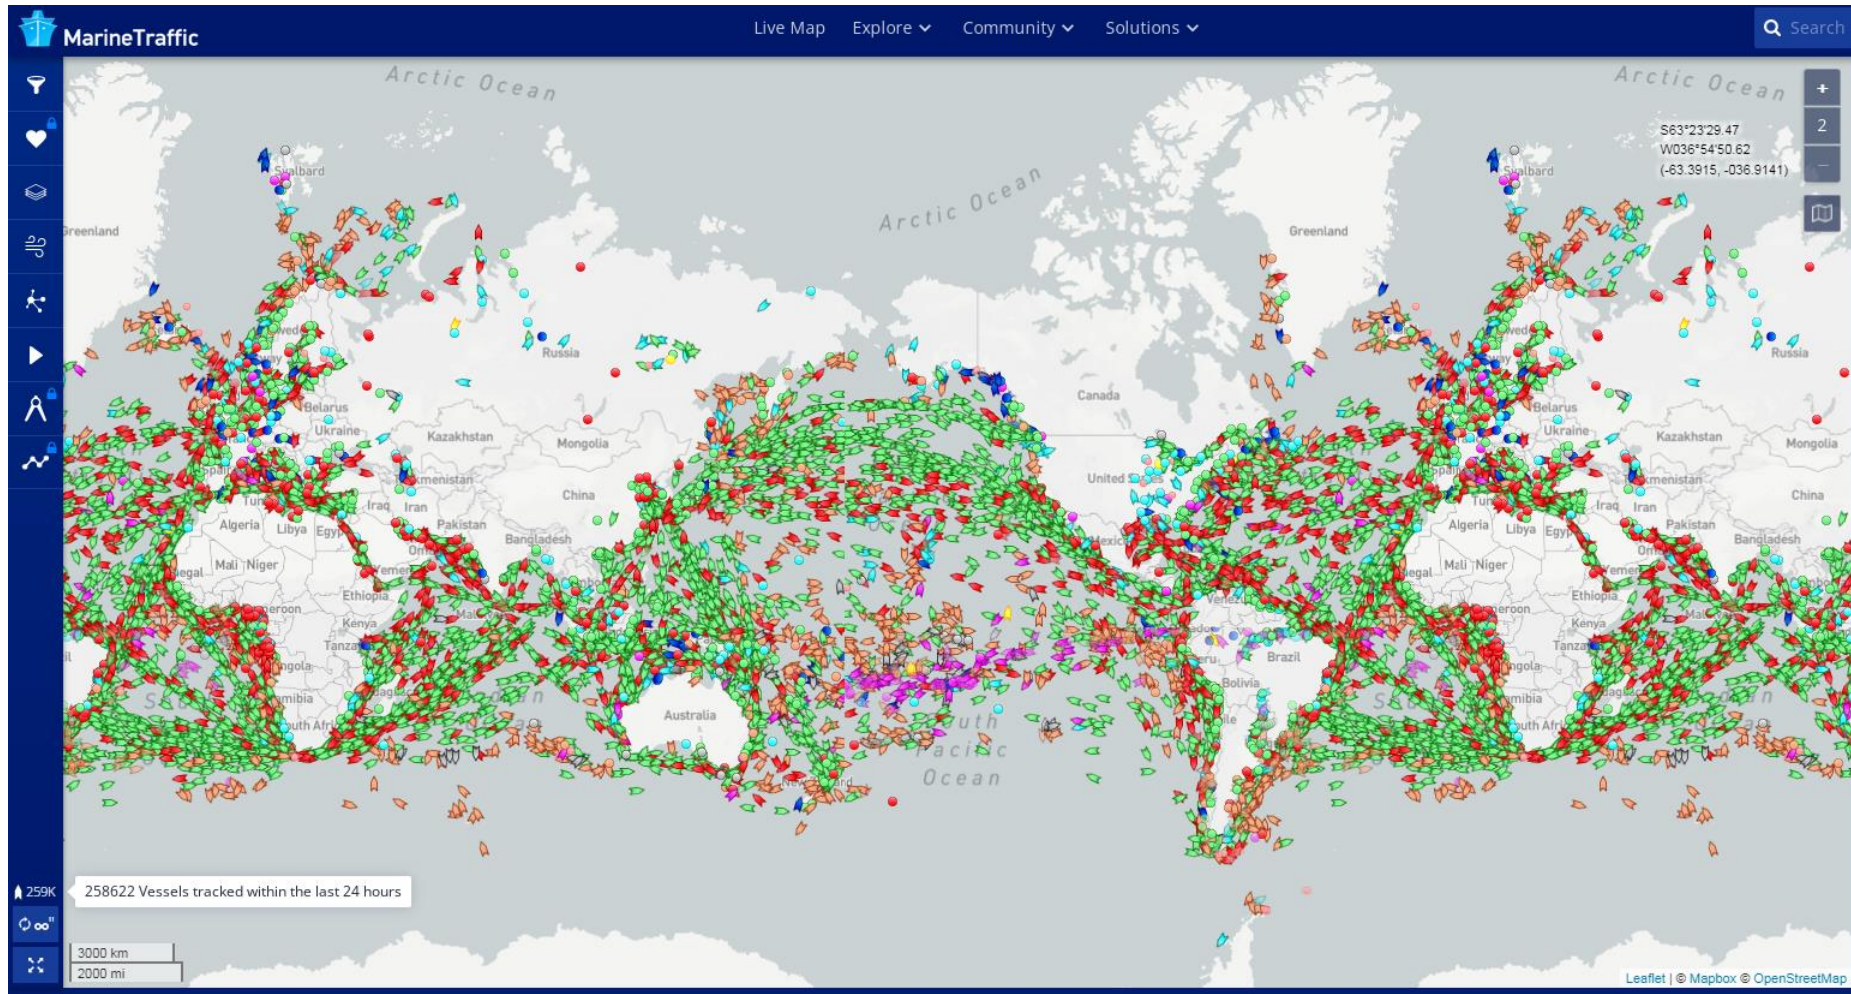 MarineTraffic
Live Map
Explore
Community
Solutions
Search
Arctic Ocean
Arctic Ocean
S63°23'29.47
W036°54'50.62
(-63.3915, -036.9141)
+
2
−
Svalbard
Svalbard
Arctic Ocean
Greenland
Greenland
Russia
Russia
Canada
Belarus
Ukraine
Belarus
Ukraine
Kazakhstan
Mongolia
Kazakhstan
Mongolia
China
China
Iraq
Iran
Iraq
Iran
Algeria
Libya
Algeria
Libya
Pakistan
Pakistan
Bangladesh
Bangladesh
Mali
Niger
Mali
Niger
Ethiopia
Ethiopia
Kenya
Kenya
Brazil
Bolivia
Australia
South
Pacific
Ocean
259K
258622 Vessels tracked within the last 24 hours
3000 km
2000 mi
Leaflet | © Mapbox © OpenStreetMap